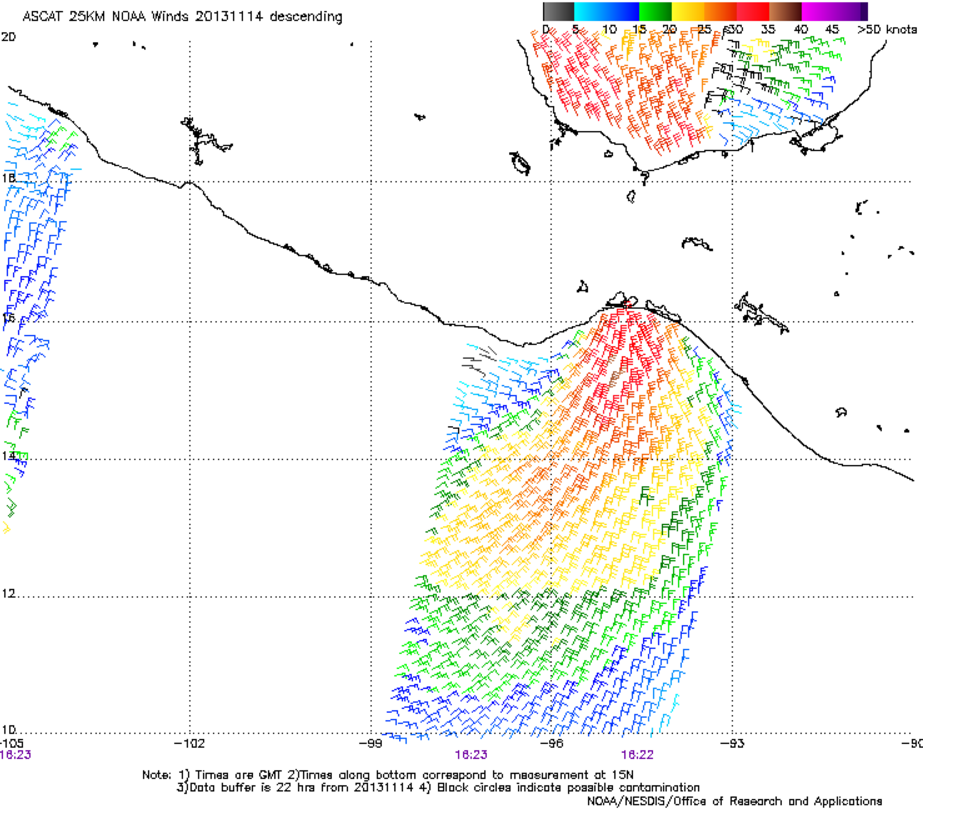 ASCAT 25KM NOAA Winds 20131114 descending
0 5 10 15 20 25 30 35 40 45 >50 knots
20
18
16
14
12
10
-105 -102 -99 -96 -93 -90
16:23 16:23 16:22
Note: 1) Times are GMT 2)Times along bottom correspond to measurement at 15N
3)Data buffer is 22 hrs from 20131114 4) Black circles indicate possible contamination
NOAA/NESDIS/Office of Research and Applications